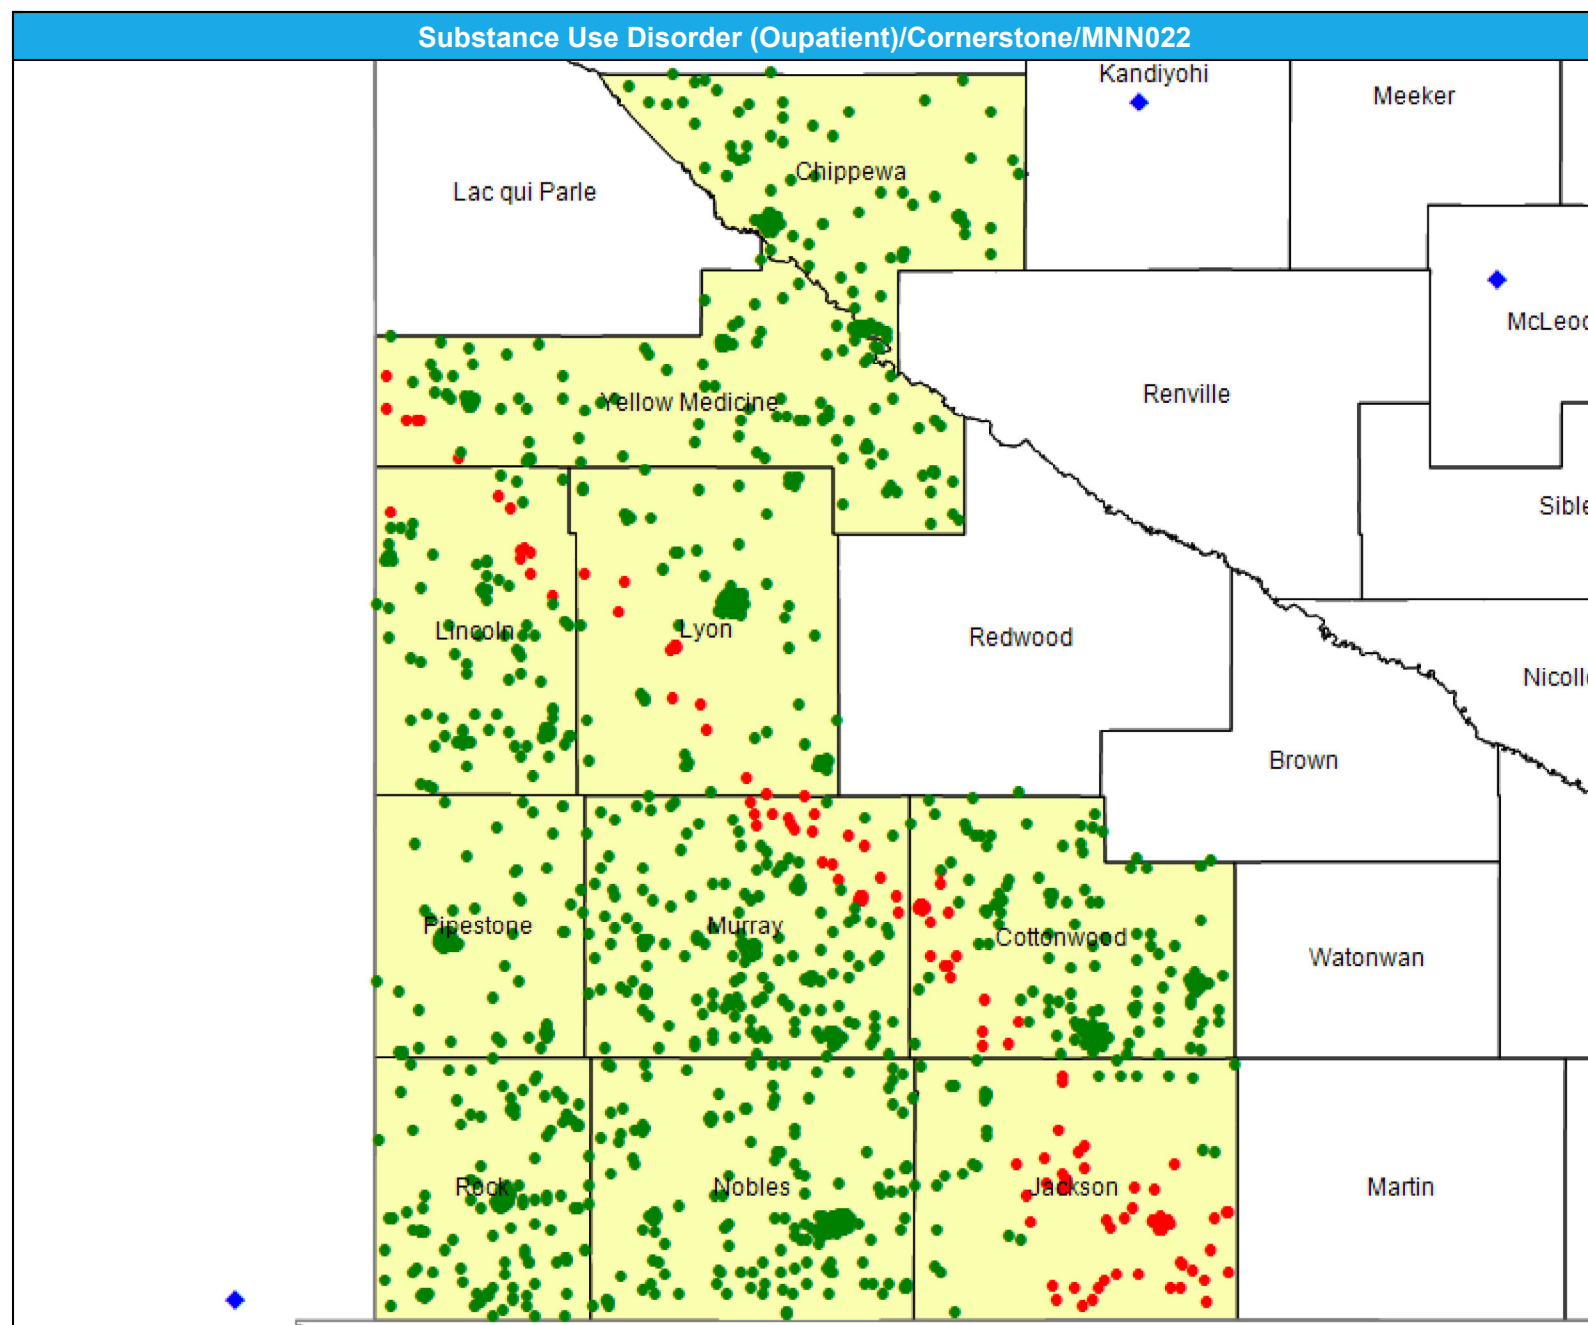 Substance Use Disorder (Oupatient)/Cornerstone/MNN022
Kandiyohi
Meeker
Chippewa
Lac qui Parle
McLeod
Renville
Yellow Medicine
Sible
Lincoln
Lyon
Redwood
Nicolle
Brown
Pipestone
Murray
Cottonwood
Watonwan
Rock
Nobles
Jackson
Martin